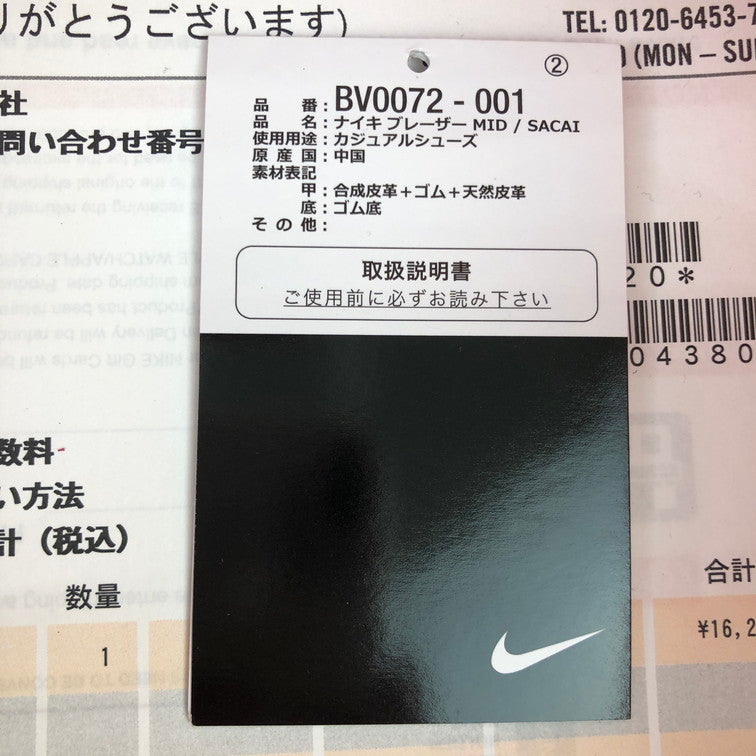 りがとうございます)
TEL: 0120-6453-7
(MON – SU
②
社
問い合わせ番号
品 番：BV0072 - 001
品 名：ナイキ ブレーザー MID / SACAI
使用用途：カジュアルシューズ
原 産 国：中国
素材表記
甲：合成皮革＋ゴム＋天然皮革
底：ゴム底
そ の 他：
取扱説明書
ご使用前に必ずお読み下さい
20*
04380
数料
い方法
計（税込）
数量
合計
1
¥16,2